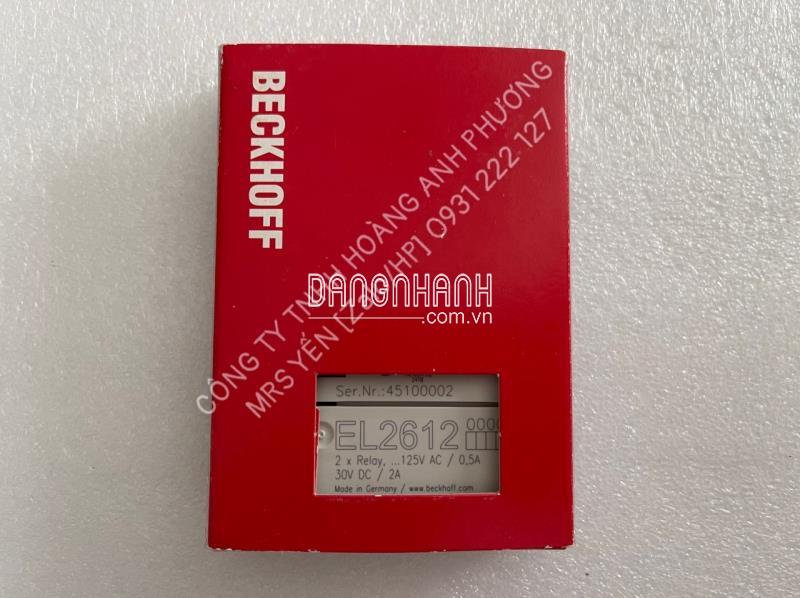 BECKHOFF
CÔNG TY TNHH HOÀNG ANH PHƯƠNG
MRS YẾN [Zalo/HP] 0931 222 127
DANGNHANH
.com.vn
Ser.Nr.:45100002
EL2612
2 x Relay, ...125V AC / 0,5A
30V DC / 2A
Made in Germany / www.beckhoff.com